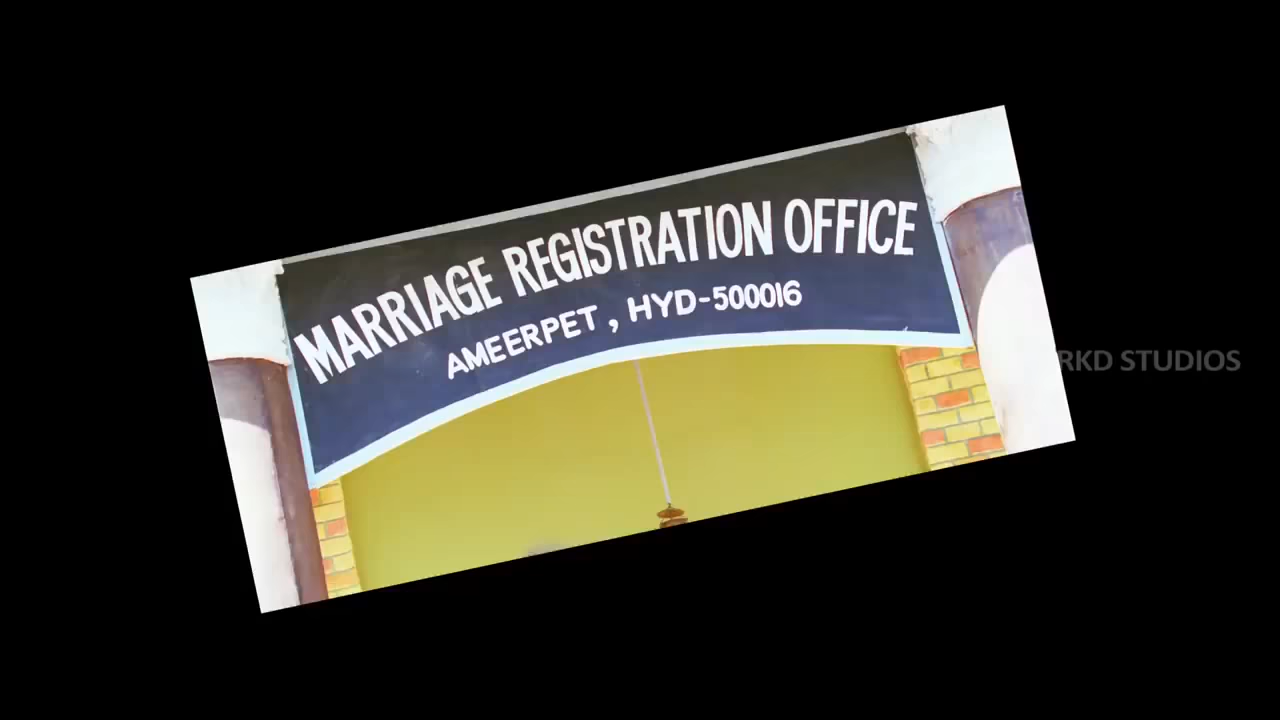 MARRIAGE REGISTRATION OFFICE
AMEERPET, HYD-500016
RKD STUDIOS